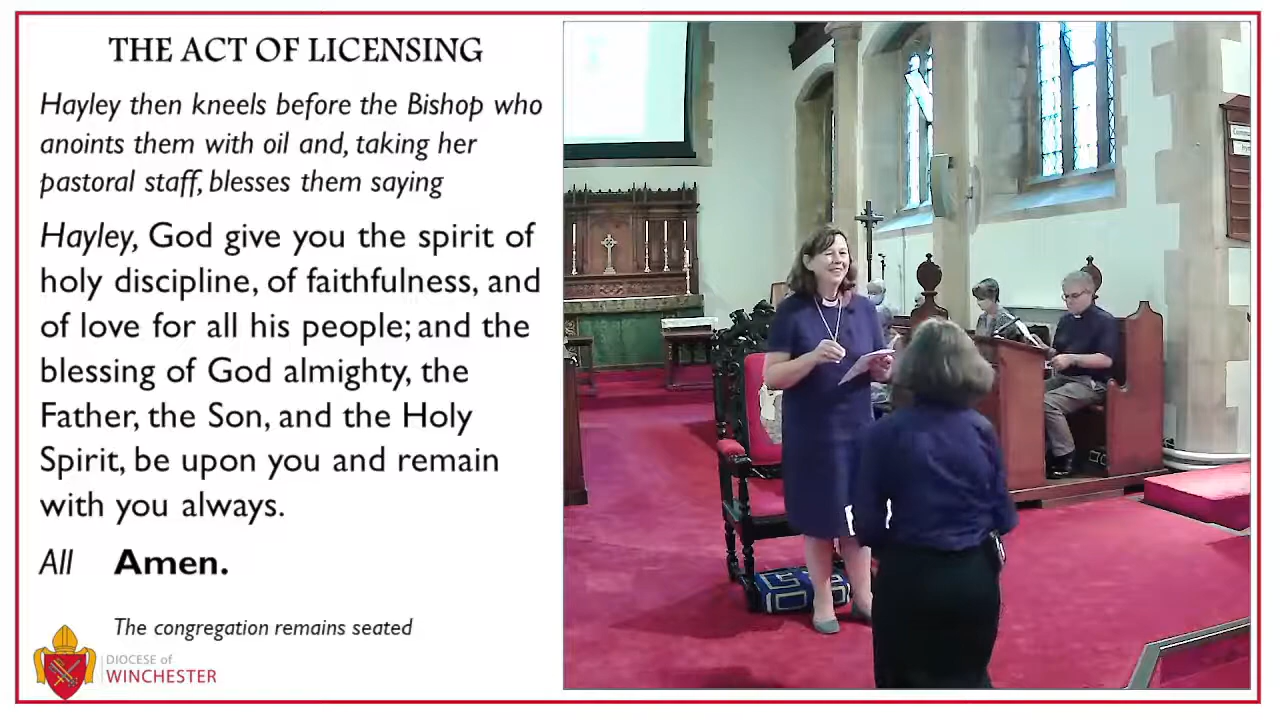 THE ACT OF LICENSING
Hayley then kneels before the Bishop who
anoints them with oil and, taking her
pastoral staff, blesses them saying
Hayley, God give you the spirit of
holy discipline, of faithfulness, and
of love for all his people; and the
blessing of God almighty, the
Father, the Son, and the Holy
Spirit, be upon you and remain
with you always.
All Amen.
The congregation remains seated
DIOCESE of
WINCHESTER